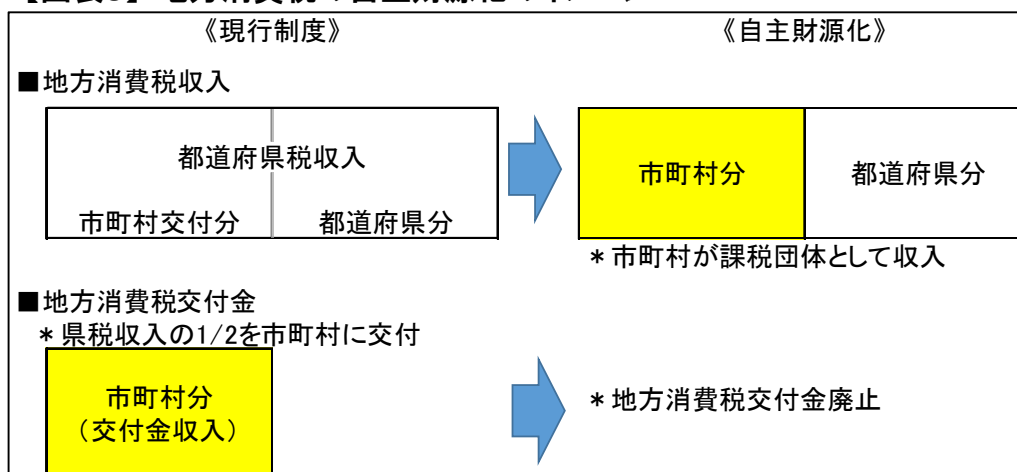 《現行制度》
《自主財源化》
■地方消費税収入
都道府県税収入
市町村交付分
都道府県分
市町村分
都道府県分
＊市町村が課税団体として収入
■地方消費税交付金
＊県税収入の1/2を市町村に交付
市町村分
（交付金収入）
＊地方消費税交付金廃止